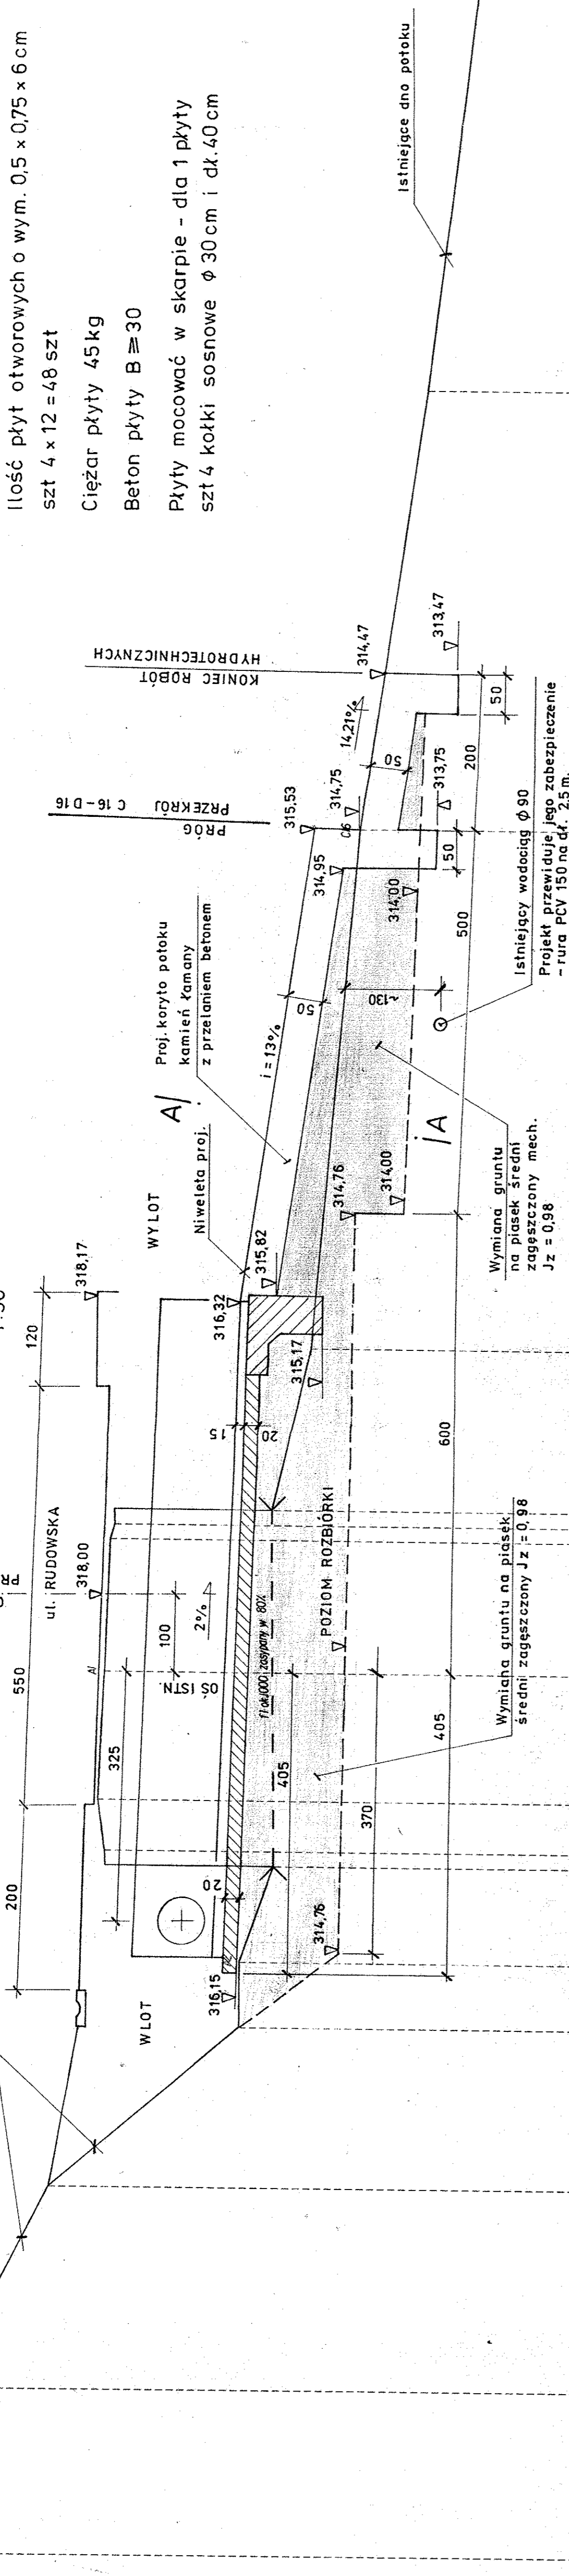 Ilość płyt otworowych o wym. 0,5 × 0,75 × 6 cm
szt 4 × 12 = 48 szt
Ciężar płyty 45 kg
Beton płyty B ≥ 30
Płyty mocować w skarpie - dla 1 płyty
szt 4 kołki sosnowe φ 30 cm i dł. 40 cm
Istniejące dno potoku
KONIEC ROBÓT
HYDROTECHNICZNYCH
314,47
313,47
14,21%
50
50
200
PRÓG
PRZEKRÓJ C 16 - D 16
315,53
314,75
C16
313,75
314,95
50
314,00
500
Istniejący wodociąg φ 90
Projekt przewiduje jego zabezpieczenie
- rura PCV 150 na dł. 2,5 m.
Proj. koryto potoku
kamień łamany
z przelaniem betonem
i = 13%
50
~130
A
A
Niweleta proj.
WYLOT
315,82
316,32
314,76
314,00
Wymiana gruntu
na piasek średni
zagęszczony mech.
Jz = 0,98
318,17
120
15
20
315,17
600
ul. RUDOWSKA
318,00
550
100
2%
OŚ ISTN.
325
zasypany w 80%
POZIOM ROZBIÓRKI
405
370
405
Wymiana gruntu na piasek
średni zagęszczony Jz = 0,98
200
20
314,76
316,15
WLOT